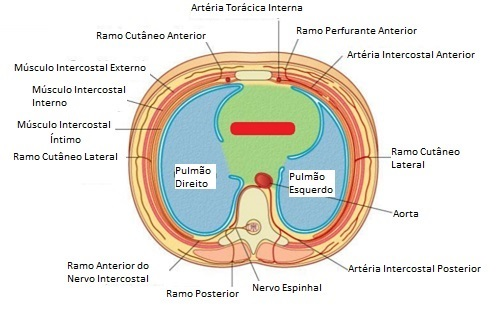 Artéria Torácica Interna
Ramo Cutâneo Anterior
Ramo Perfurante Anterior
Artéria Intercostal Anterior
Músculo Intercostal Externo
Músculo Intercostal
Interno
Músculo Intercostal
Íntimo
Ramo Cutâneo Lateral
Ramo Cutâneo
Lateral
Pulmão
Direito
Pulmão
Esquerdo
Aorta
Ramo Anterior do
Nervo Intercostal
Artéria Intercostal Posterior
Nervo Espinhal
Ramo Posterior